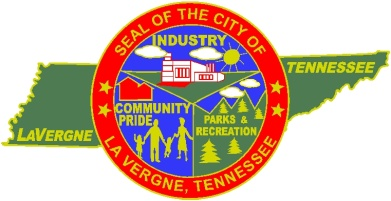 SEAL OF THE CITY OF
INDUSTRY
TENNESSEE
COMMUNITY
PRIDE
PARKS &
RECREATION
LAVERGNE
LA VERGNE, TENNESSEE